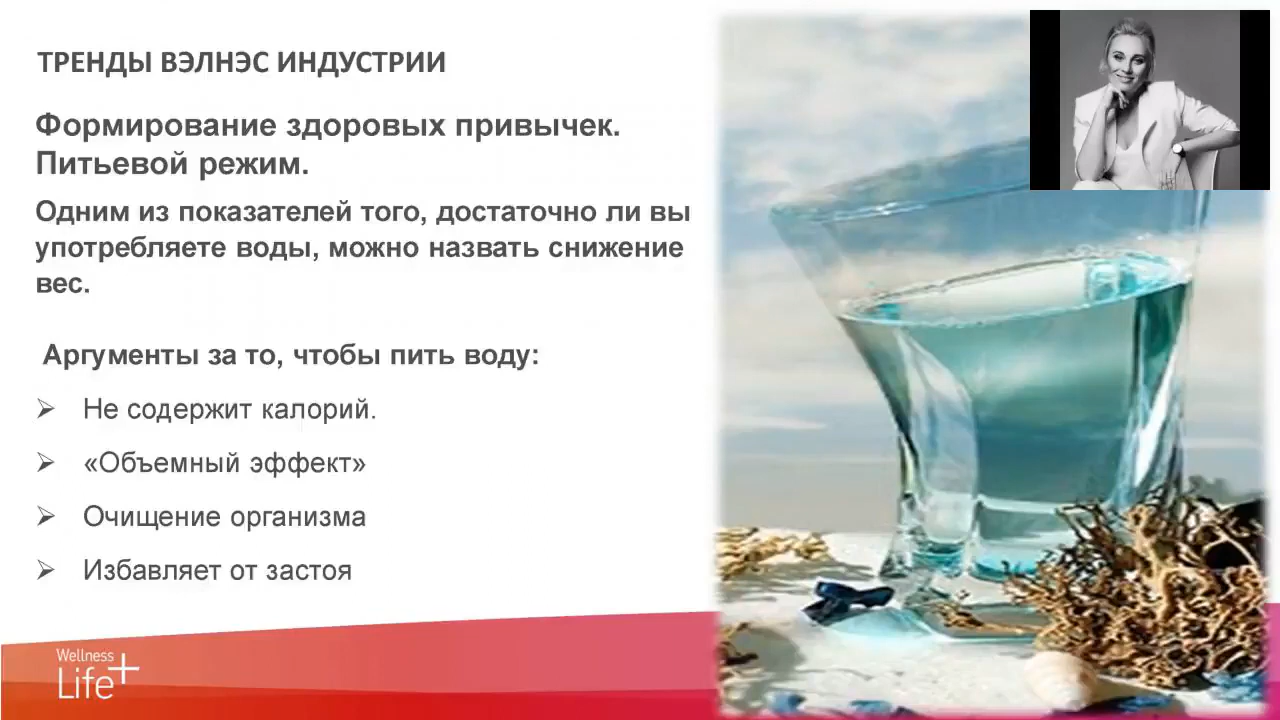 ТРЕНДЫ ВЭЛНЭС ИНДУСТРИИ
Формирование здоровых привычек.
Питьевой режим.
Одним из показателей того, достаточно ли вы
употребляете воды, можно назвать снижение
вес.
Аргументы за то, чтобы пить воду:
Не содержит калорий.
«Объемный эффект»
Очищение организма
Избавляет от застоя
Wellness
Life+